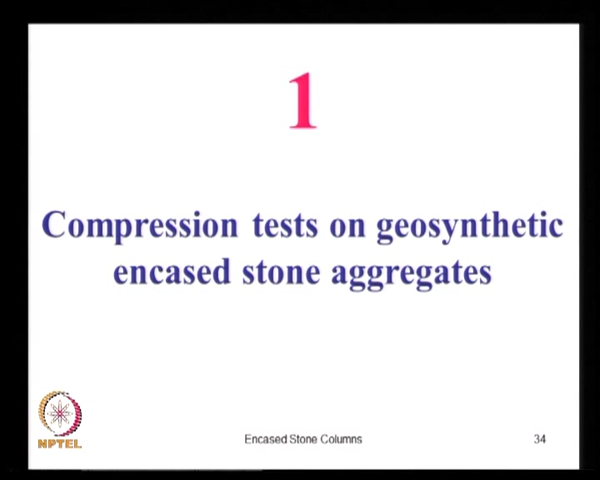 1
Compression tests on geosynthetic
encased stone aggregates
NPTEL
Encased Stone Columns
34